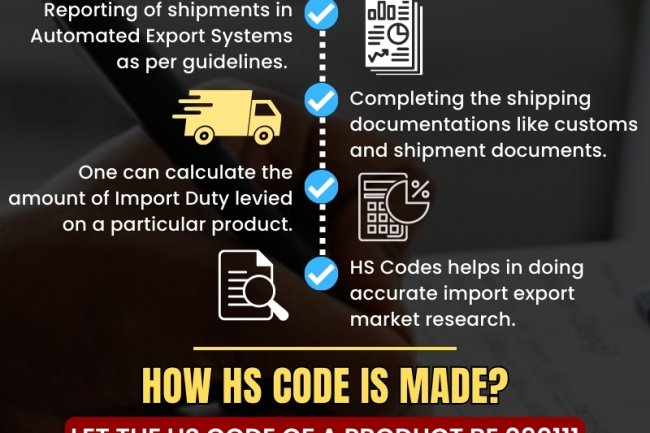 Reporting of shipments in
Automated Export Systems
as per guidelines.
Completing the shipping
documentations like customs
and shipment documents.
One can calculate the
amount of Import Duty levied
on a particular product.
%
HS Codes helps in doing
accurate import export
market research.
HOW HS CODE IS MADE?
LET THE HS CODE OF A PRODUCT BE